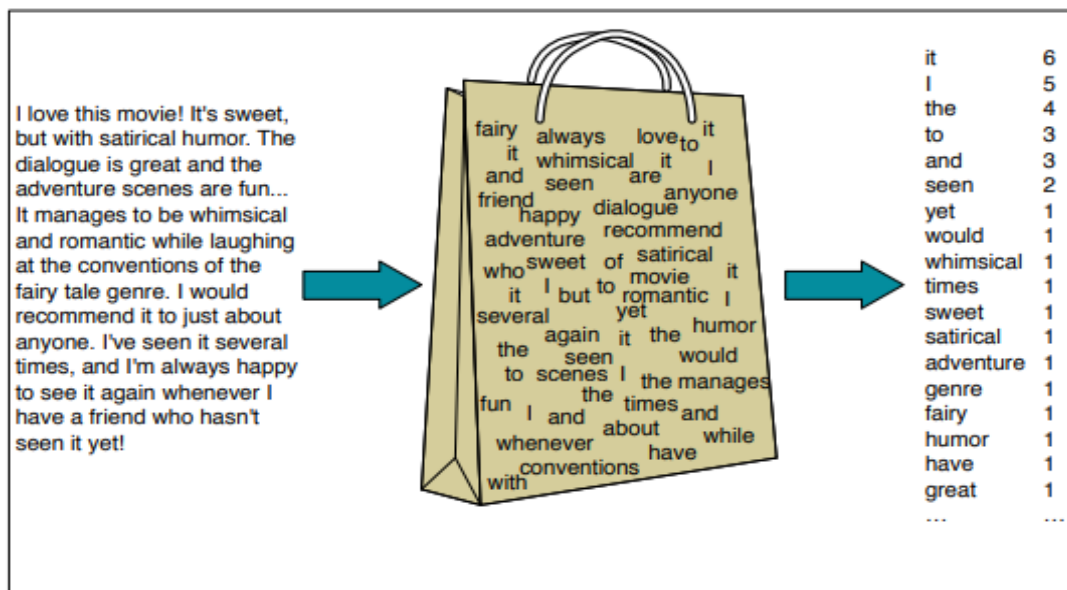 I love this movie! It's sweet,
but with satirical humor. The
dialogue is great and the
adventure scenes are fun...
It manages to be whimsical
and romantic while laughing
at the conventions of the
fairy tale genre. I would
recommend it to just about
anyone. I've seen it several
times, and I'm always happy
to see it again whenever I
have a friend who hasn't
seen it yet!
fairy always love to it
it whimsical it I
and seen are anyone
friend happy dialogue
adventure recommend
who sweet of satirical
it I but to movie it
several yet romantic I
again it the humor
the seen would
to scenes I the manages
fun the times and
I and about while
whenever have
with conventions
it 6
I 5
the 4
to 3
and 3
seen 2
yet 1
would 1
whimsical 1
times 1
sweet 1
satirical 1
adventure 1
genre 1
fairy 1
humor 1
have 1
great 1
... ...